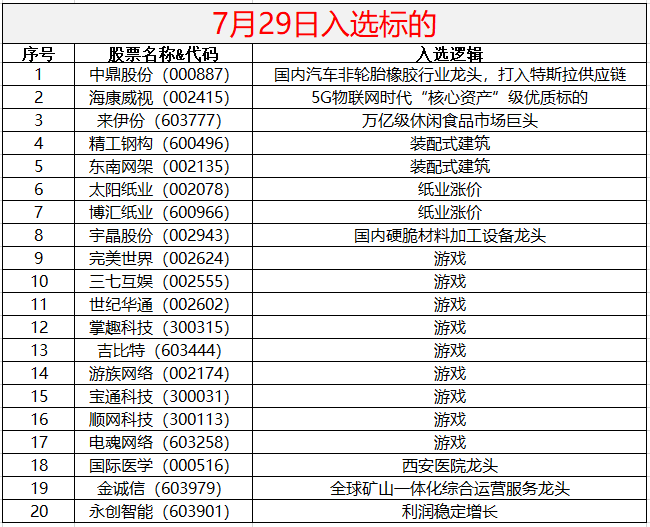 7月29日入选标的
序号 股票名称&代码 入选逻辑
1 中鼎股份（000887） 国内汽车非轮胎橡胶行业龙头，打入特斯拉供应链
2 海康威视（002415） 5G物联网时代“核心资产”级优质标的
3 来伊份（603777） 万亿级休闲食品市场巨头
4 精工钢构（600496） 装配式建筑
5 东南网架（002135） 装配式建筑
6 太阳纸业（002078） 纸业涨价
7 博汇纸业（600966） 纸业涨价
8 宇晶股份（002943） 国内硬脆材料加工设备龙头
9 完美世界（002624） 游戏
10 三七互娱（002555） 游戏
11 世纪华通（002602） 游戏
12 掌趣科技（300315） 游戏
13 吉比特（603444） 游戏
14 游族网络（002174） 游戏
15 宝通科技（300031） 游戏
16 顺网科技（300113） 游戏
17 电魂网络（603258） 游戏
18 国际医学（000516） 西安医院龙头
19 金诚信（603979） 全球矿山一体化综合运营服务龙头
20 永创智能（603901） 利润稳定增长